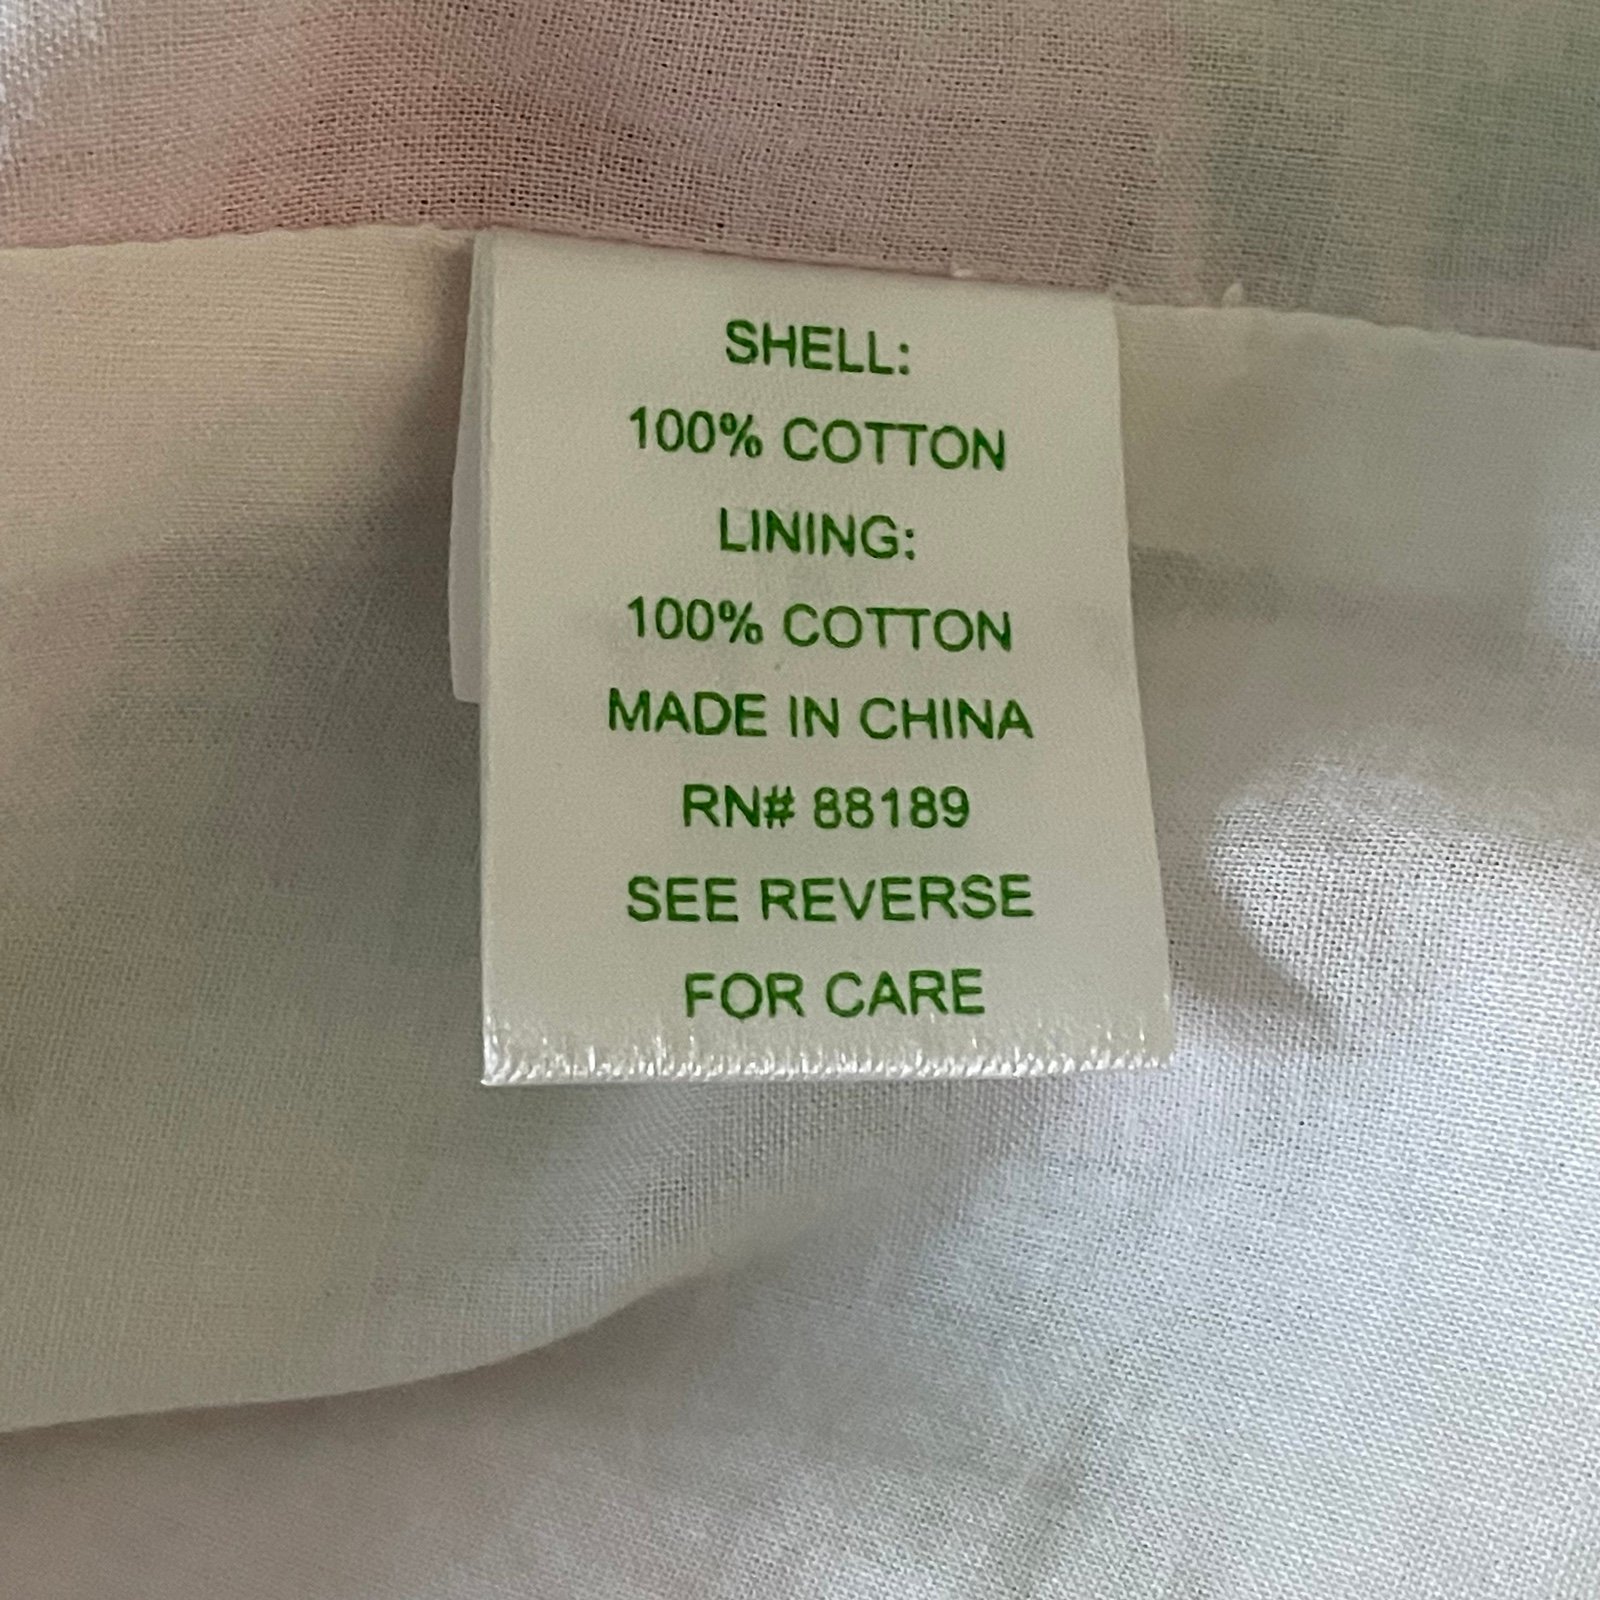 SHELL:
100% COTTON
LINING:
100% COTTON
MADE IN CHINA
RN# 88189
SEE REVERSE
FOR CARE